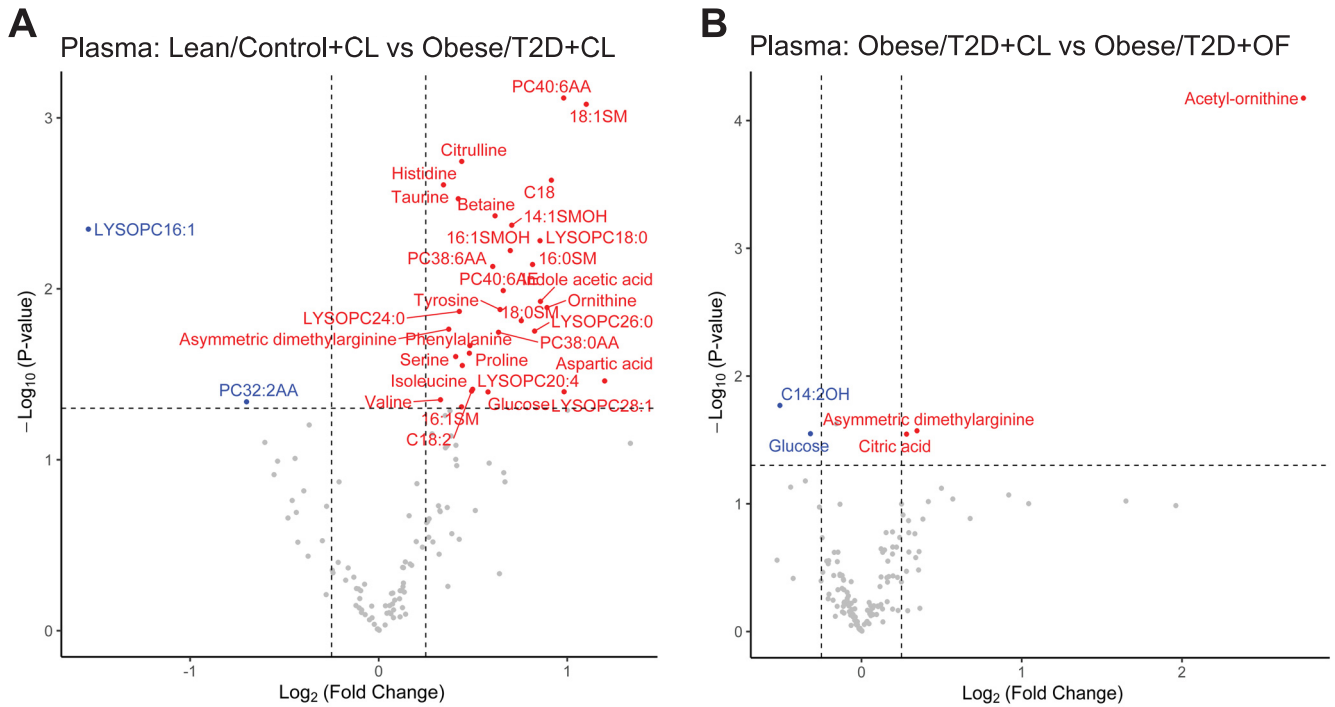 A
Plasma: Lean/Control+CL vs Obese/T2D+CL
PC40:6AA
18:1SM
3
Citrulline
Histidine
C18
Taurine
Betaine
14:1SMOH
LYSOPC16:1
16:1SMOH
LYSOPC18:0
PC38:6AA
16:0SM
PC40:6AE
Indole acetic acid
2
Tyrosine
Ornithine
LYSOPC24:0
18:0SM
LYSOPC26:0
Asymmetric dimethylarginine
Phenylalanine
PC38:0AA
Serine
Proline
Aspartic acid
Isoleucine
LYSOPC20:4
PC32:2AA
Valine
Glucose
LYSOPC28:1
16:1SM
C18:2
1
0
-1
0
1
−Log10 (P-value)
Log2 (Fold Change)
B
Plasma: Obese/T2D+CL vs Obese/T2D+OF
Acetyl-ornithine
4
3
2
C14:2OH
Asymmetric dimethylarginine
Glucose
Citric acid
1
0
0
1
2
−Log10 (P-value)
Log2 (Fold Change)